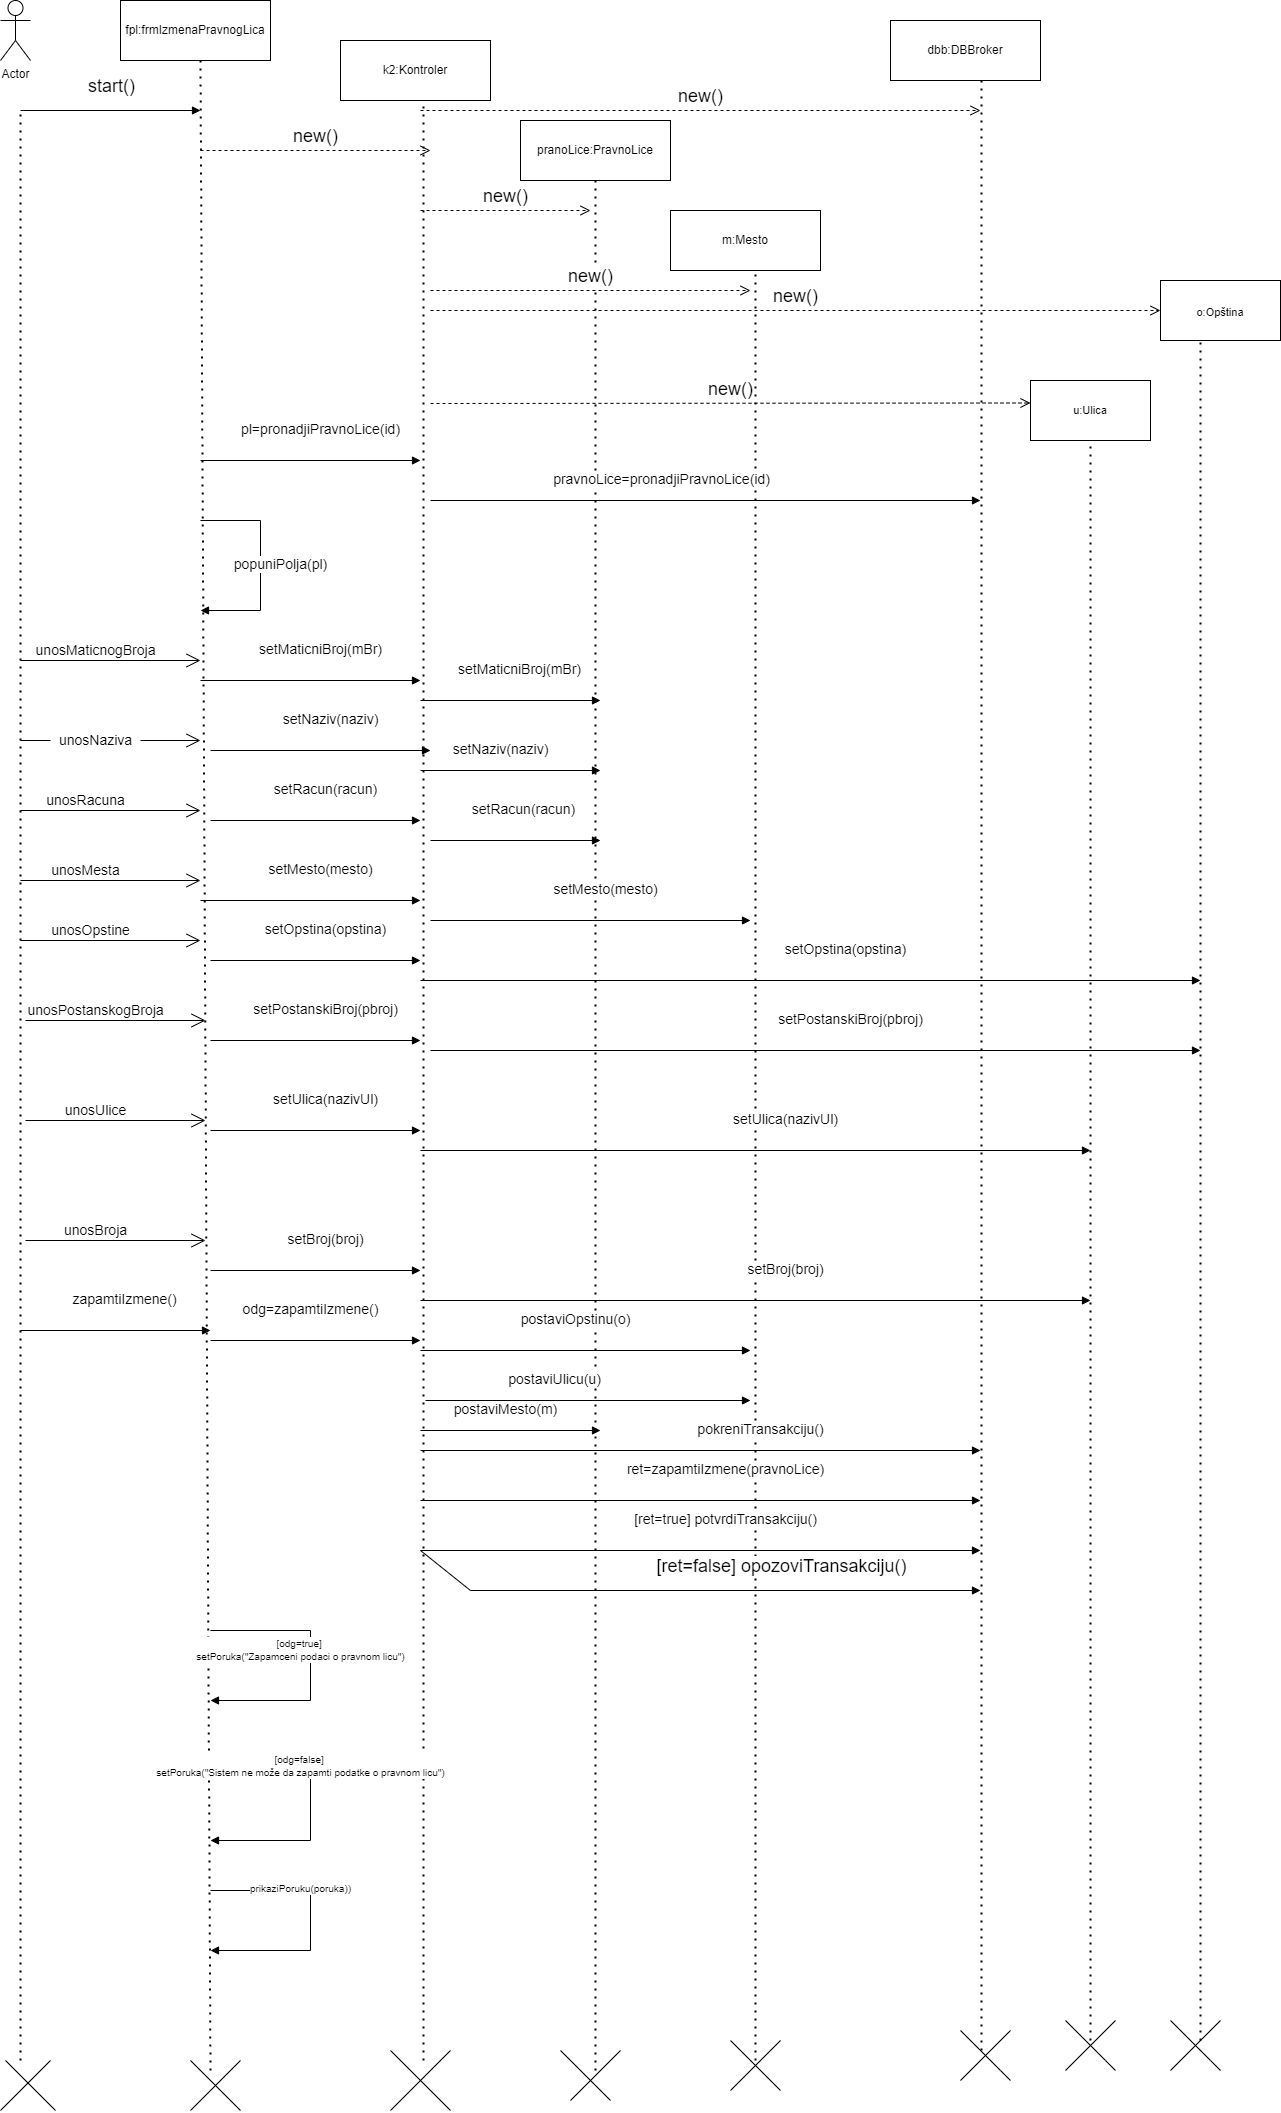 fpl:frmIzmenaPravnogLica
dbb:DBBroker
k2:Kontroler
Actor
start()
new()
new()
pranoLice:PravnoLice
new()
m:Mesto
new()
new()
o:Opština
new()
u:Ulica
pl=pronadjiPravnoLice(id)
pravnoLice=pronadjiPravnoLice(id)
popuniPolja(pl)
unosMaticnogBroja
setMaticniBroj(mBr)
setMaticniBroj(mBr)
setNaziv(naziv)
unosNaziva
setNaziv(naziv)
setRacun(racun)
unosRacuna
setRacun(racun)
unosMesta
setMesto(mesto)
setMesto(mesto)
unosOpstine
setOpstina(opstina)
setOpstina(opstina)
unosPostanskogBroja
setPostanskiBroj(pbroj)
setPostanskiBroj(pbroj)
setUlica(nazivUl)
unosUlice
setUlica(nazivUl)
unosBroja
setBroj(broj)
setBroj(broj)
zapamtiIzmene()
odg=zapamtiIzmene()
postaviOpstinu(o)
postaviUlicu(u)
postaviMesto(m)
pokreniTransakciju()
ret=zapamtiIzmene(pravnoLice)
[ret=true] potvrdiTransakciju()
[ret=false] opozoviTransakciju()
[odg=true]
setPoruka("Zapamceni podaci o pravnom licu")
[odg=false]
setPoruka("Sistem ne može da zapamti podatke o pravnom licu")
prikaziPoruku(poruka))